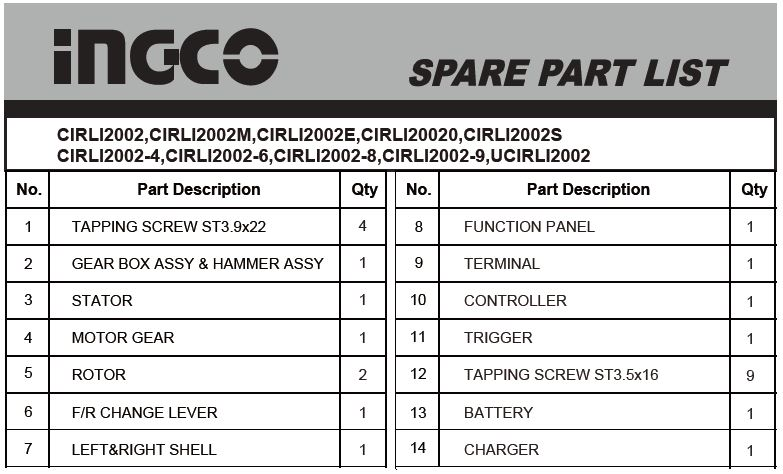 INGCO
SPARE PART LIST
CIRLI2002,CIRLI2002M,CIRLI2002E,CIRLI20020,CIRLI2002S
CIRLI2002-4,CIRLI2002-6,CIRLI2002-8,CIRLI2002-9,UCIRLI2002
No. Part Description Qty
1 TAPPING SCREW ST3.9x22 4
2 GEAR BOX ASSY & HAMMER ASSY 1
3 STATOR 1
4 MOTOR GEAR 1
5 ROTOR 2
6 F/R CHANGE LEVER 1
7 LEFT&RIGHT SHELL 1
No. Part Description Qty
8 FUNCTION PANEL 1
9 TERMINAL 1
10 CONTROLLER 1
11 TRIGGER 1
12 TAPPING SCREW ST3.5x16 9
13 BATTERY 1
14 CHARGER 1